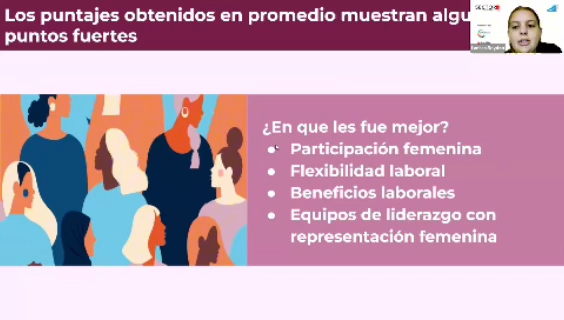 Los puntajes obtenidos en promedio muestran algu
puntos fuertes
¿En que les fue mejor?
Participación femenina
Flexibilidad laboral
Beneficios laborales
Equipos de liderazgo con
representación femenina